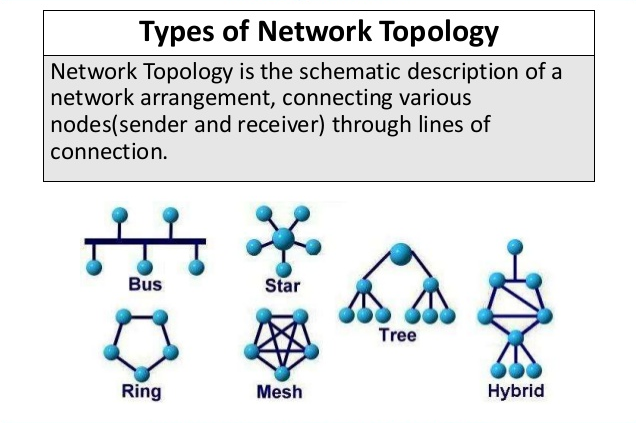 Types of Network Topology
Network Topology is the schematic description of a
network arrangement, connecting various
nodes(sender and receiver) through lines of
connection.
Bus
Star
Tree
Ring
Mesh
Hybrid